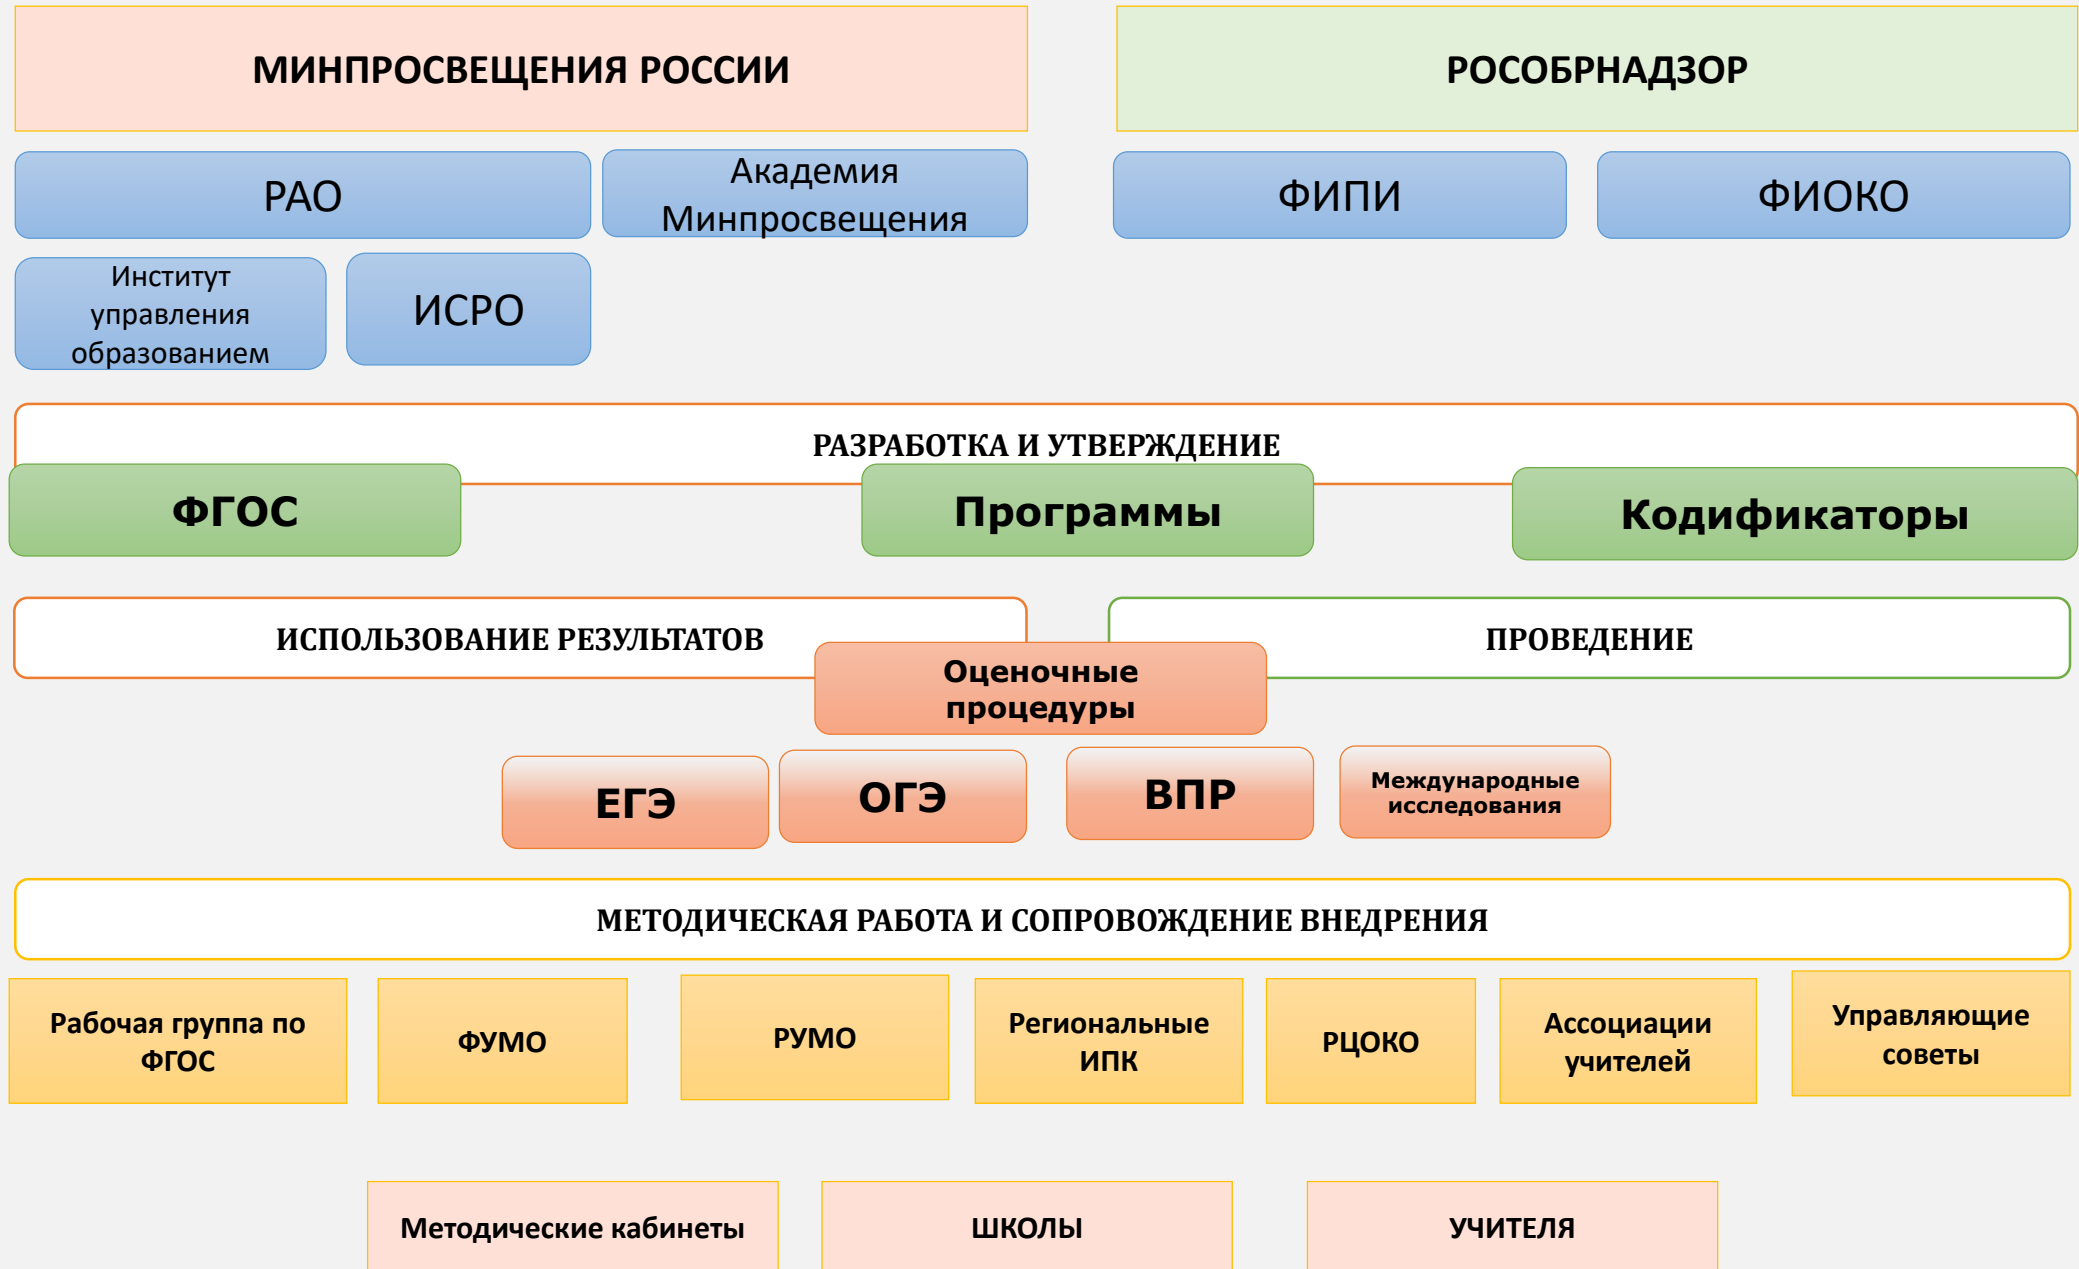 МИНПРОСВЕЩЕНИЯ РОССИИ
РОСОБРНАДЗОР
РАО
Академия
Минпросвещения
ФИПИ
ФИОКО
Институт
управления
образованием
ИСРО
РАЗРАБОТКА И УТВЕРЖДЕНИЕ
ФГОС
Программы
Кодификаторы
ИСПОЛЬЗОВАНИЕ РЕЗУЛЬТАТОВ
ПРОВЕДЕНИЕ
Оценочные
процедуры
ЕГЭ
ОГЭ
ВПР
Международные
исследования
МЕТОДИЧЕСКАЯ РАБОТА И СОПРОВОЖДЕНИЕ ВНЕДРЕНИЯ
Рабочая группа по
ФГОС
ФУМО
РУМО
Региональные
ИПК
РЦОКО
Ассоциации
учителей
Управляющие
советы
Методические кабинеты
ШКОЛЫ
УЧИТЕЛЯ